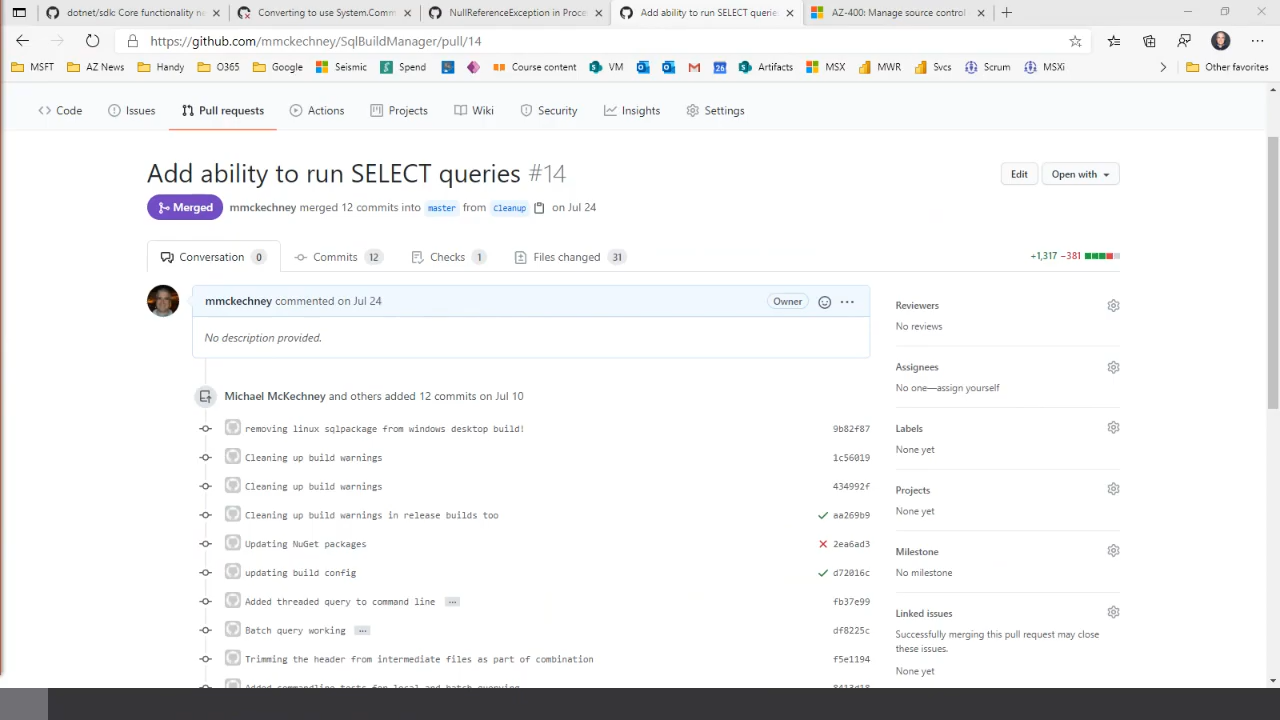 dotnet/sdk: Core functionality ne
Converting to use System.Comm
NullReferenceException in Proce
Add ability to run SELECT querie
AZ-400: Manage source control
https://github.com/mmckechney/SqlBuildManager/pull/14
MSFT
AZ News
Handy
O365
Google
Seismic
Spend
Course content
VM
26
Artifacts
MSX
MWR
Svcs
Scrum
MSXi
Other favorites
Code
Issues
Pull requests
Actions
Projects
Wiki
Security
Insights
Settings
Add ability to run SELECT queries #14
Edit
Open with
Merged
mmckechney merged 12 commits into master from Cleanup on Jul 24
Conversation 0
Commits 12
Checks 1
Files changed 31
+1,317 −381
mmckechney commented on Jul 24
Owner
No description provided.
Michael McKechney and others added 12 commits on Jul 10
removing linux sqlpackage from windows desktop build! 9b82f87
Cleaning up build warnings 1c56019
Cleaning up build warnings 434992f
Cleaning up build warnings in release builds too aa269b9
Updating NuGet packages 2ea6ad3
updating build config d72016c
Added threaded query to command line ... fb37e99
Batch query working ... df8225c
Trimming the header from intermediate files as part of combination f5e1194
Added commandline tests for local and batch querying 8413d18
Reviewers
No reviews
Assignees
No one—assign yourself
Labels
None yet
Projects
None yet
Milestone
No milestone
Linked issues
Successfully merging this pull request may close
these issues.
None yet